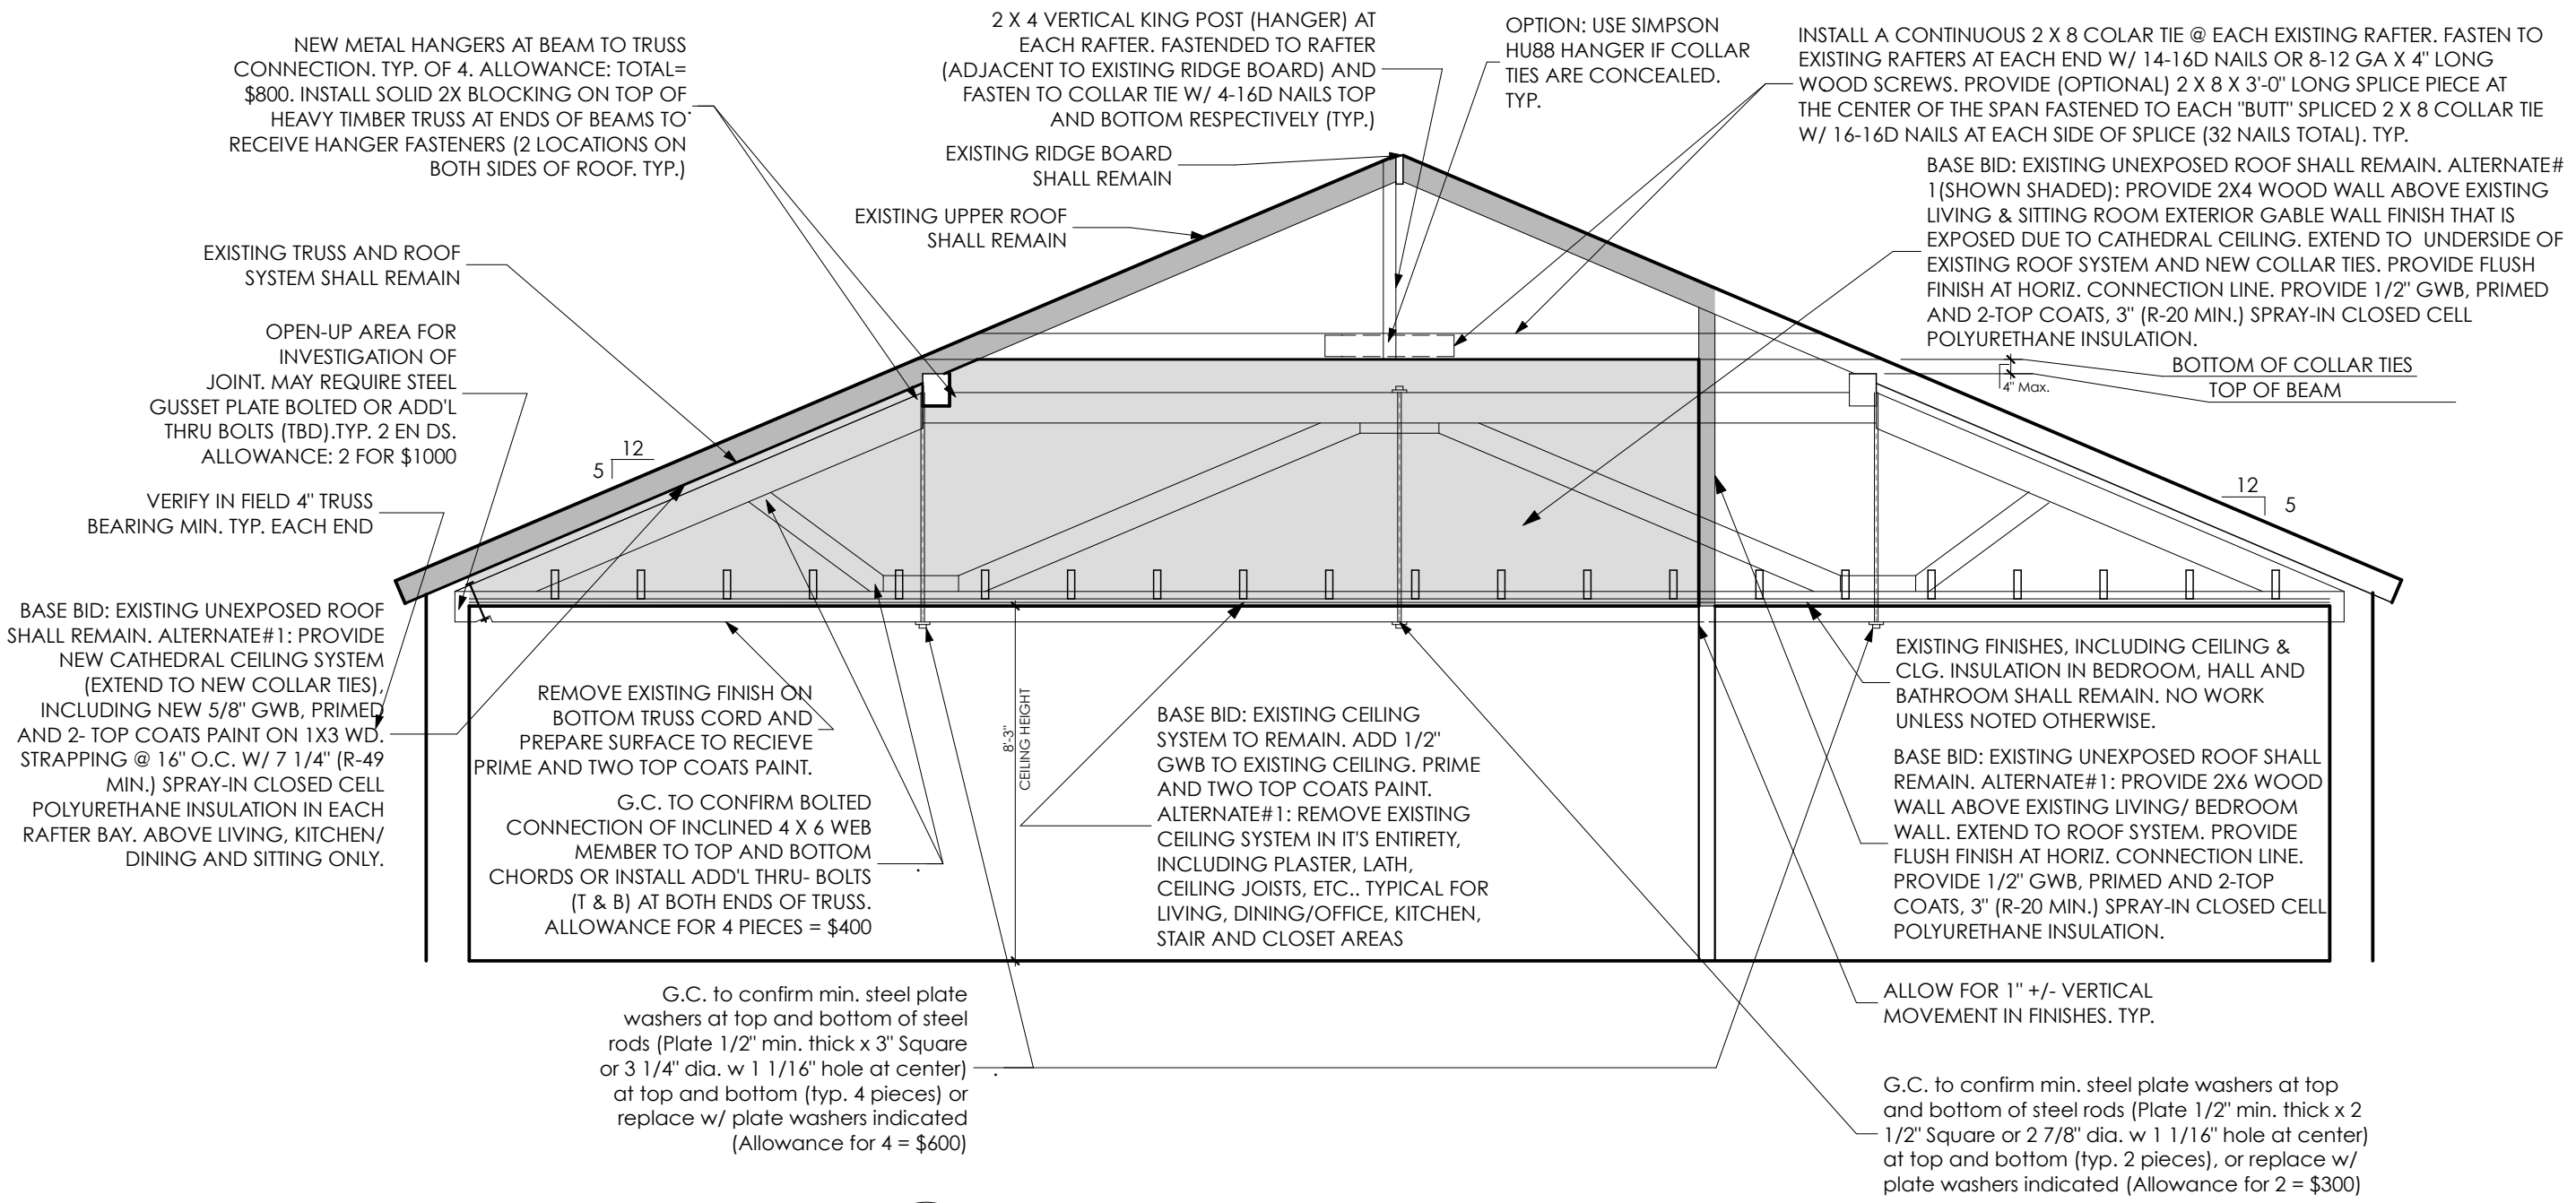 NEW METAL HANGERS AT BEAM TO TRUSS
CONNECTION. TYP. OF 4. ALLOWANCE: TOTAL=
$800. INSTALL SOLID 2X BLOCKING ON TOP OF
HEAVY TIMBER TRUSS AT ENDS OF BEAMS TO
RECEIVE HANGER FASTENERS (2 LOCATIONS ON
BOTH SIDES OF ROOF. TYP.)
2 X 4 VERTICAL KING POST (HANGER) AT
EACH RAFTER. FASTENDED TO RAFTER
(ADJACENT TO EXISTING RIDGE BOARD) AND
FASTEN TO COLLAR TIE W/ 4-16D NAILS TOP
AND BOTTOM RESPECTIVELY (TYP.)
OPTION: USE SIMPSON
HU88 HANGER IF COLLAR
TIES ARE CONCEALED.
TYP.
INSTALL A CONTINUOUS 2 X 8 COLAR TIE @ EACH EXISTING RAFTER. FASTEN TO
EXISTING RAFTERS AT EACH END W/ 14-16D NAILS OR 8-12 GA X 4" LONG
WOOD SCREWS. PROVIDE (OPTIONAL) 2 X 8 X 3'-0" LONG SPLICE PIECE AT
THE CENTER OF THE SPAN FASTENED TO EACH "BUTT" SPLICED 2 X 8 COLLAR TIE
W/ 16-16D NAILS AT EACH SIDE OF SPLICE (32 NAILS TOTAL). TYP.
EXISTING RIDGE BOARD
SHALL REMAIN
EXISTING UPPER ROOF
SHALL REMAIN
BASE BID: EXISTING UNEXPOSED ROOF SHALL REMAIN. ALTERNATE#
1(SHOWN SHADED): PROVIDE 2X4 WOOD WALL ABOVE EXISTING
LIVING & SITTING ROOM EXTERIOR GABLE WALL FINISH THAT IS
EXPOSED DUE TO CATHEDRAL CEILING. EXTEND TO UNDERSIDE OF
EXISTING ROOF SYSTEM AND NEW COLLAR TIES. PROVIDE FLUSH
FINISH AT HORIZ. CONNECTION LINE. PROVIDE 1/2" GWB, PRIMED
AND 2-TOP COATS, 3" (R-20 MIN.) SPRAY-IN CLOSED CELL
POLYURETHANE INSULATION.
EXISTING TRUSS AND ROOF
SYSTEM SHALL REMAIN
OPEN-UP AREA FOR
INVESTIGATION OF
JOINT. MAY REQUIRE STEEL
GUSSET PLATE BOLTED OR ADD'L
THRU BOLTS (TBD).TYP. 2 EN DS.
ALLOWANCE: 2 FOR $1000
BOTTOM OF COLLAR TIES
4" Max.
TOP OF BEAM
12
5
12
5
VERIFY IN FIELD 4" TRUSS
BEARING MIN. TYP. EACH END
BASE BID: EXISTING UNEXPOSED ROOF
SHALL REMAIN. ALTERNATE#1: PROVIDE
NEW CATHEDRAL CEILING SYSTEM
(EXTEND TO NEW COLLAR TIES),
INCLUDING NEW 5/8" GWB, PRIMED
AND 2- TOP COATS PAINT ON 1X3 WD.
STRAPPING @ 16" O.C. W/ 7 1/4" (R-49
MIN.) SPRAY-IN CLOSED CELL
POLYURETHANE INSULATION IN EACH
RAFTER BAY. ABOVE LIVING, KITCHEN/
DINING AND SITTING ONLY.
REMOVE EXISTING FINISH ON
BOTTOM TRUSS CORD AND
PREPARE SURFACE TO RECIEVE
PRIME AND TWO TOP COATS PAINT.
G.C. TO CONFIRM BOLTED
CONNECTION OF INCLINED 4 X 6 WEB
MEMBER TO TOP AND BOTTOM
CHORDS OR INSTALL ADD'L THRU- BOLTS
(T & B) AT BOTH ENDS OF TRUSS.
ALLOWANCE FOR 4 PIECES = $400
8'-3"
CEILING HEIGHT
BASE BID: EXISTING CEILING
SYSTEM TO REMAIN. ADD 1/2"
GWB TO EXISTING CEILING. PRIME
AND TWO TOP COATS PAINT.
ALTERNATE#1: REMOVE EXISTING
CEILING SYSTEM IN IT'S ENTIRETY,
INCLUDING PLASTER, LATH,
CEILING JOISTS, ETC.. TYPICAL FOR
LIVING, DINING/OFFICE, KITCHEN,
STAIR AND CLOSET AREAS
EXISTING FINISHES, INCLUDING CEILING &
CLG. INSULATION IN BEDROOM, HALL AND
BATHROOM SHALL REMAIN. NO WORK
UNLESS NOTED OTHERWISE.
BASE BID: EXISTING UNEXPOSED ROOF SHALL
REMAIN. ALTERNATE#1: PROVIDE 2X6 WOOD
WALL ABOVE EXISTING LIVING/ BEDROOM
WALL. EXTEND TO ROOF SYSTEM. PROVIDE
FLUSH FINISH AT HORIZ. CONNECTION LINE.
PROVIDE 1/2" GWB, PRIMED AND 2-TOP
COATS, 3" (R-20 MIN.) SPRAY-IN CLOSED CELL
POLYURETHANE INSULATION.
G.C. to confirm min. steel plate
washers at top and bottom of steel
rods (Plate 1/2" min. thick x 3" Square
or 3 1/4" dia. w 1 1/16" hole at center)
at top and bottom (typ. 4 pieces) or
replace w/ plate washers indicated
(Allowance for 4 = $600)
ALLOW FOR 1" +/- VERTICAL
MOVEMENT IN FINISHES. TYP.
G.C. to confirm min. steel plate washers at top
and bottom of steel rods (Plate 1/2" min. thick x 2
1/2" Square or 2 7/8" dia. w 1 1/16" hole at center)
at top and bottom (typ. 2 pieces), or replace w/
plate washers indicated (Allowance for 2 = $300)